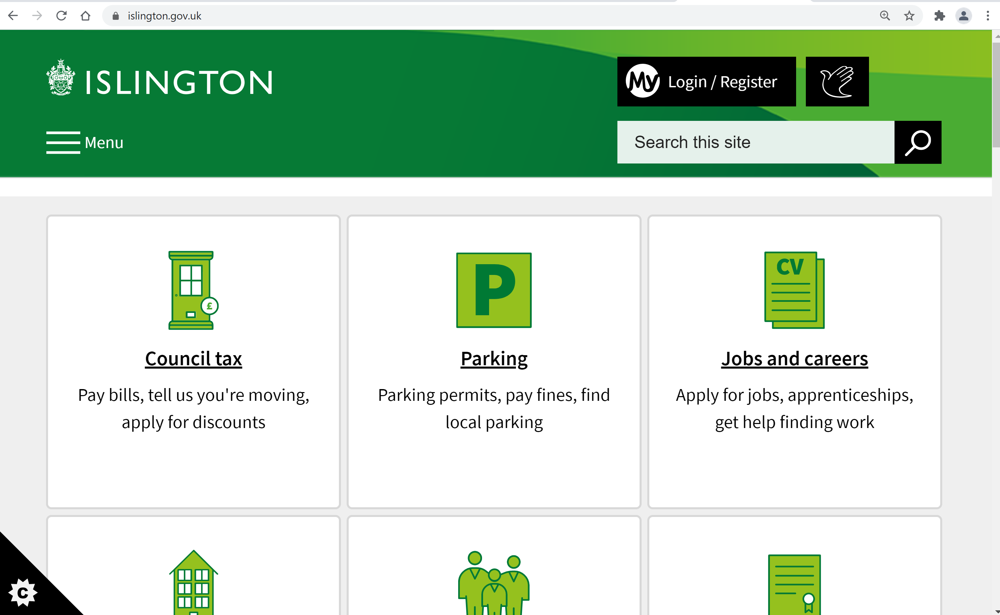 islington.gov.uk
ISLINGTON
My Login / Register
Menu
Search this site
£
P
CV
Council tax
Parking
Jobs and careers
Pay bills, tell us you're moving,
apply for discounts
Parking permits, pay fines, find
local parking
Apply for jobs, apprenticeships,
get help finding work
C